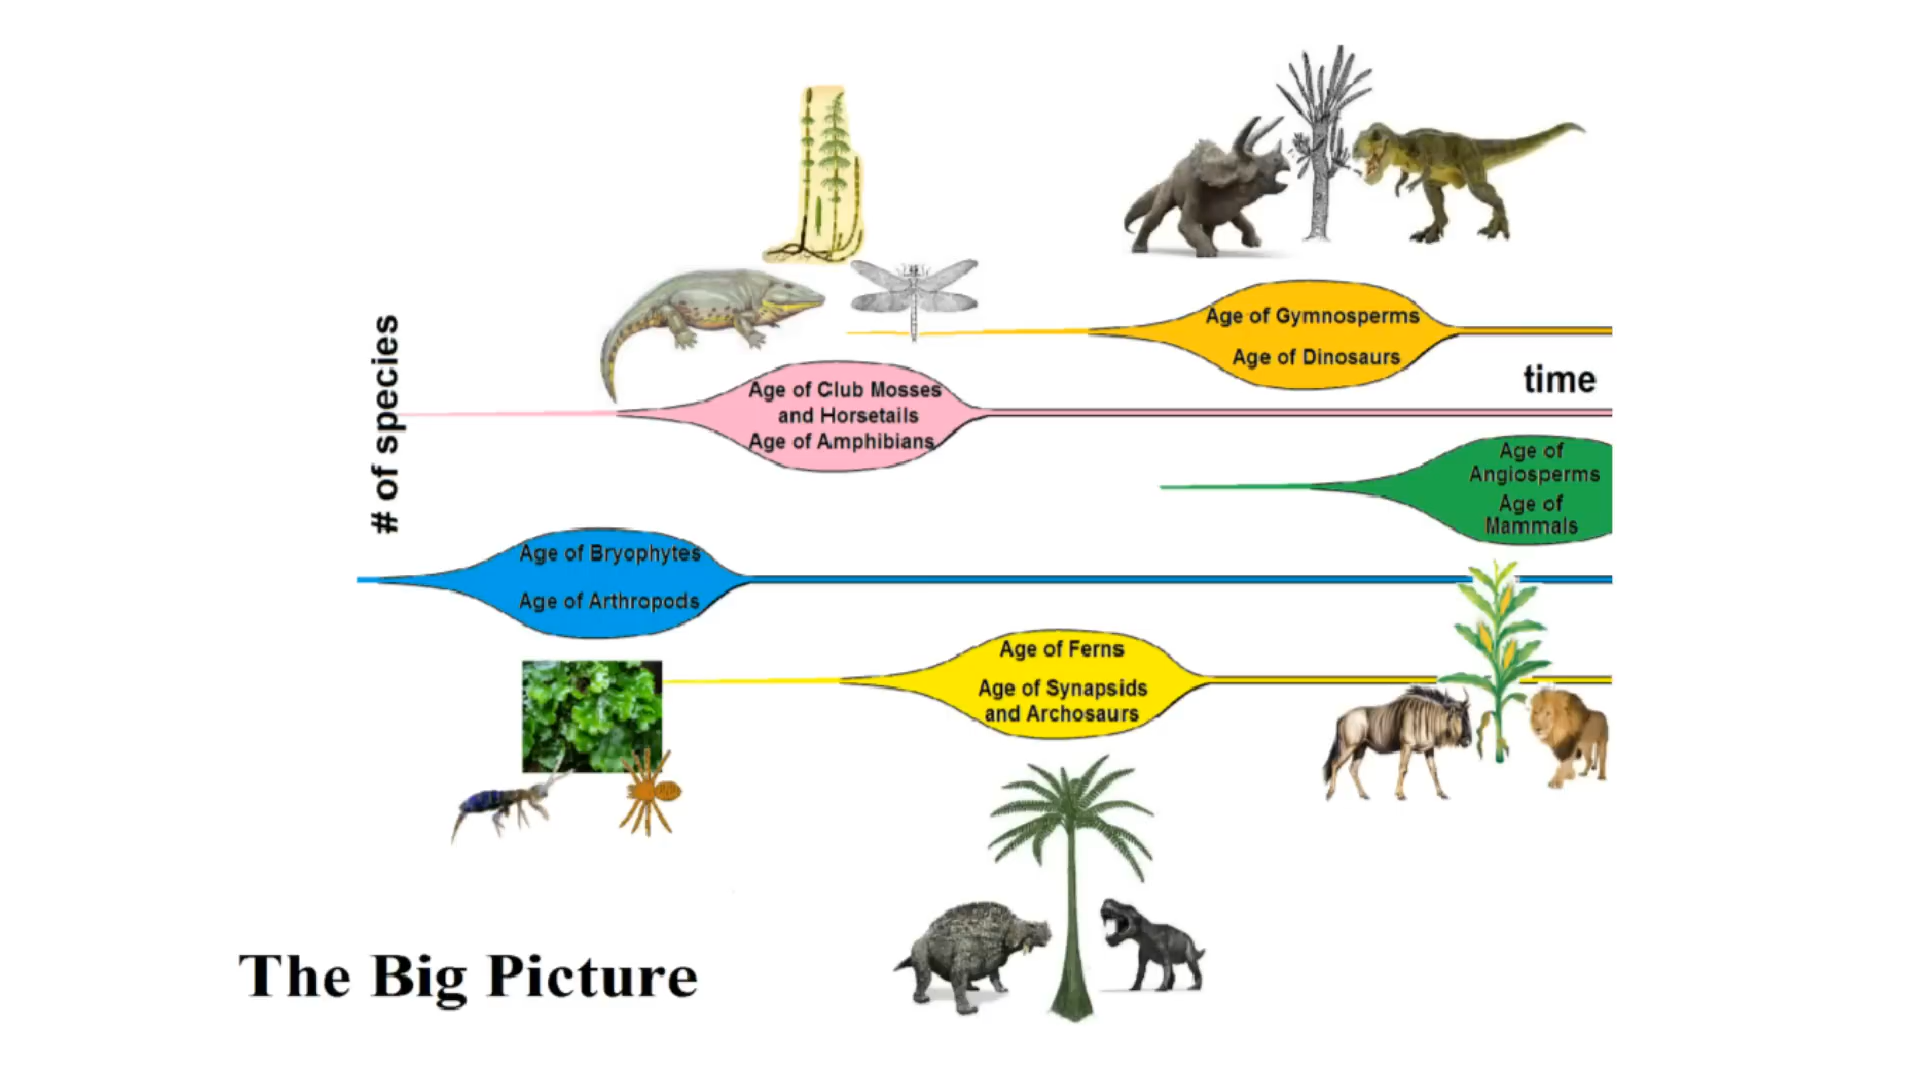 Age of Gymnosperms
Age of Dinosaurs
# of species
time
Age of Club Mosses
and Horsetails
Age of Amphibians
Age of
Angiosperms
Age of
Mammals
Age of Bryophytes
Age of Arthropods
Age of Ferns
Age of Synapsids
and Archosaurs
The Big Picture